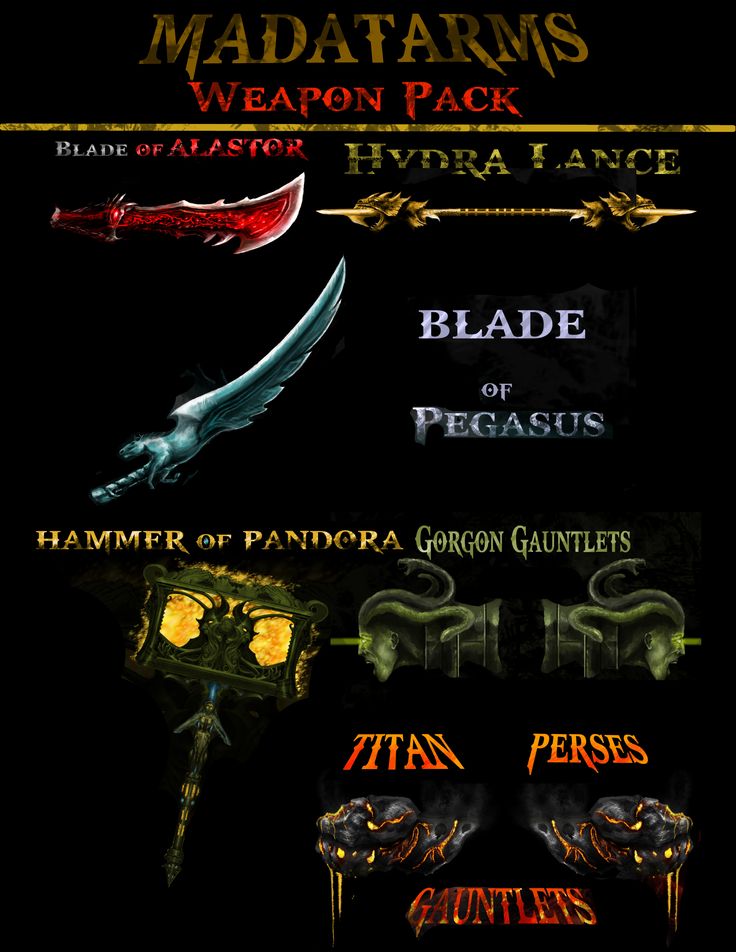 MADATARMS
WEAPON PACK
BLADE OF ALASTOR
HYDRA LANCE
BLADE
OF
PEGASUS
HAMMER OF PANDORA
GORGON GAUNTLETS
TITAN PERSES
GAUNTLETS